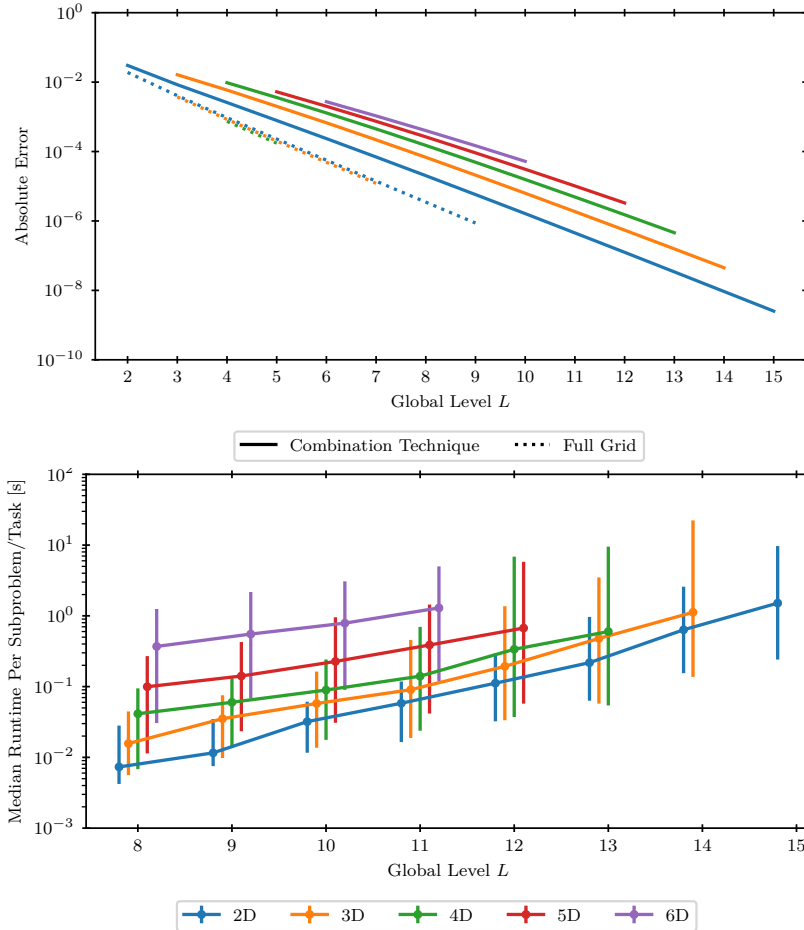 10^0
10^−2
10^−4
10^−6
10^−8
10^−10
Absolute Error
2 3 4 5 6 7 8 9 10 11 12 13 14 15
Global Level L
Combination Technique Full Grid
10^2
10^1
10^0
10^−1
10^−2
10^−3
Median Runtime Per Subproblem/Task [s]
8 9 10 11 12 13 14 15
Global Level L
2D 3D 4D 5D 6D